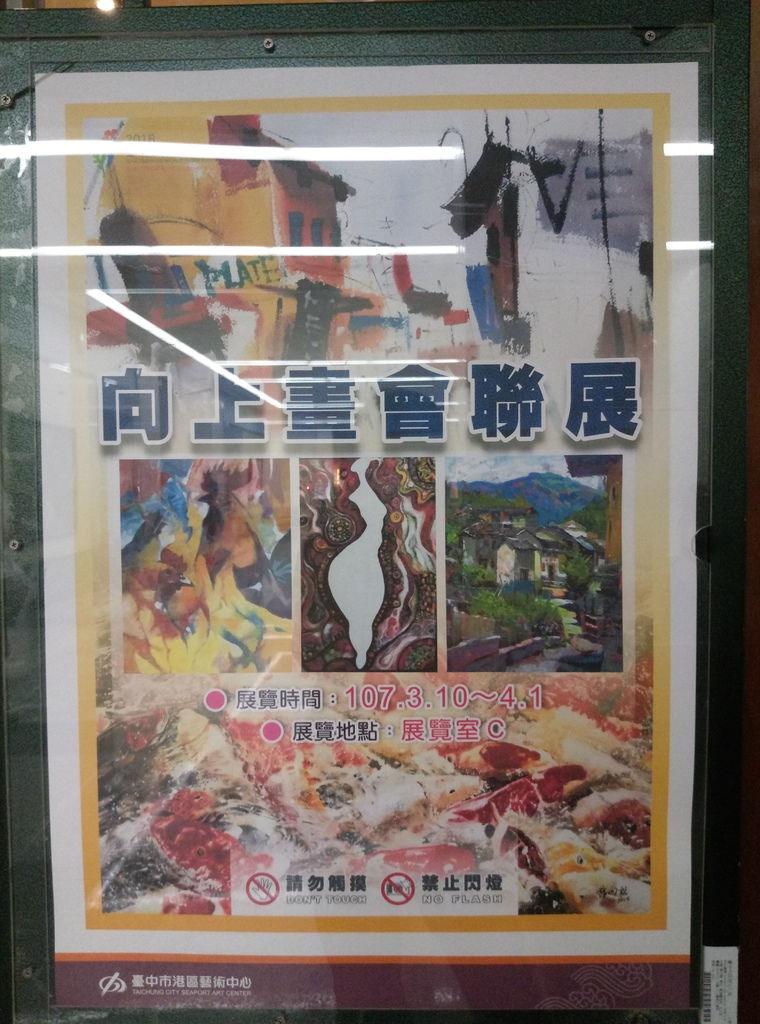 2018
PLATE
向上畫會聯展
展覽時間：107.3.10～4.1
展覽地點：展覽室C
請勿觸摸
DON'T TOUCH
禁止閃燈
NO FLASH
臺中市港區藝術中心
TAICHUNG CITY SEAPORT ART CENTER